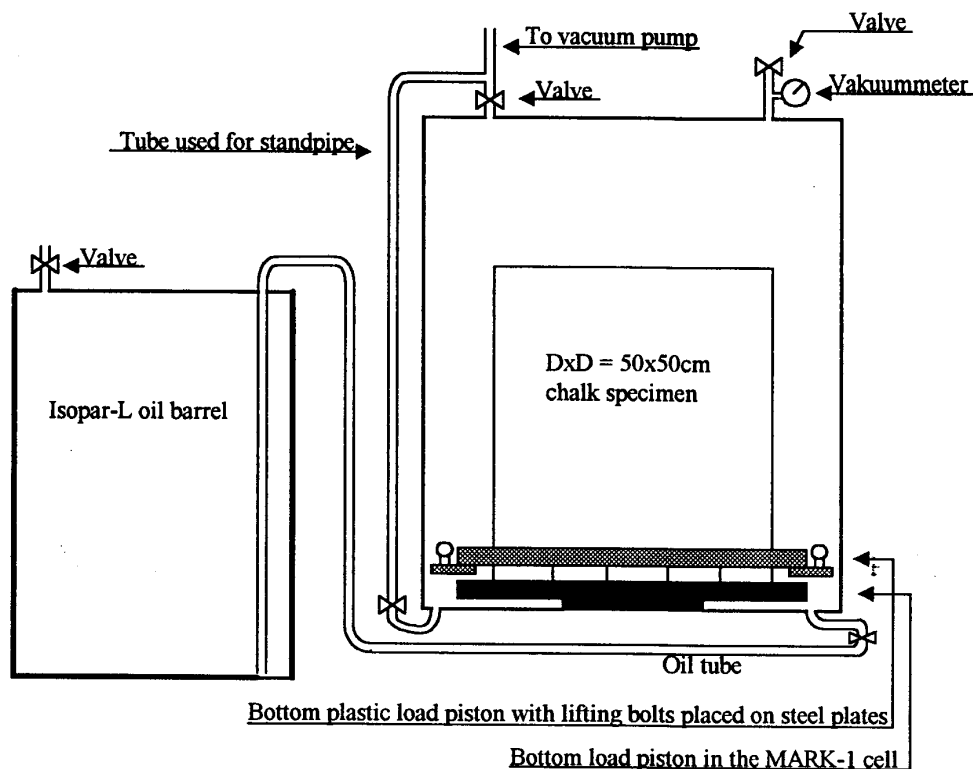 To vacuum pump
Valve
Valve
Vakuummeter
Tube used for standpipe
Valve
DxD = 50x50cm
chalk specimen
Isopar-L oil barrel
Oil tube
Bottom plastic load piston with lifting bolts placed on steel plates
Bottom load piston in the MARK-1 cell